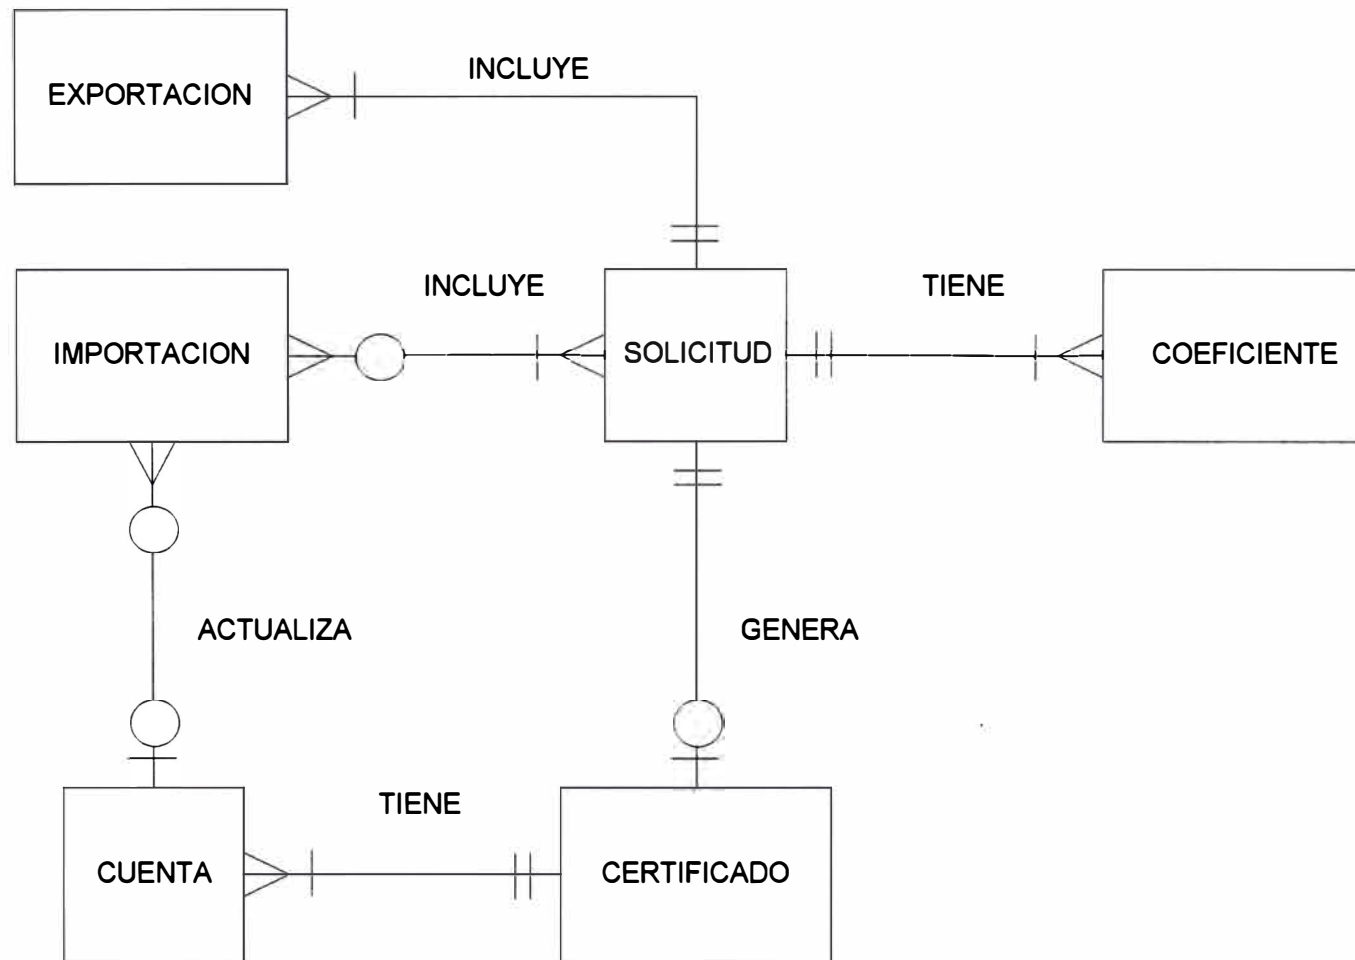 INCLUYE
EXPORTACION
INCLUYE
TIENE
IMPORTACION
SOLICITUD
COEFICIENTE
ACTUALIZA
GENERA
TIENE
CUENTA
CERTIFICADO